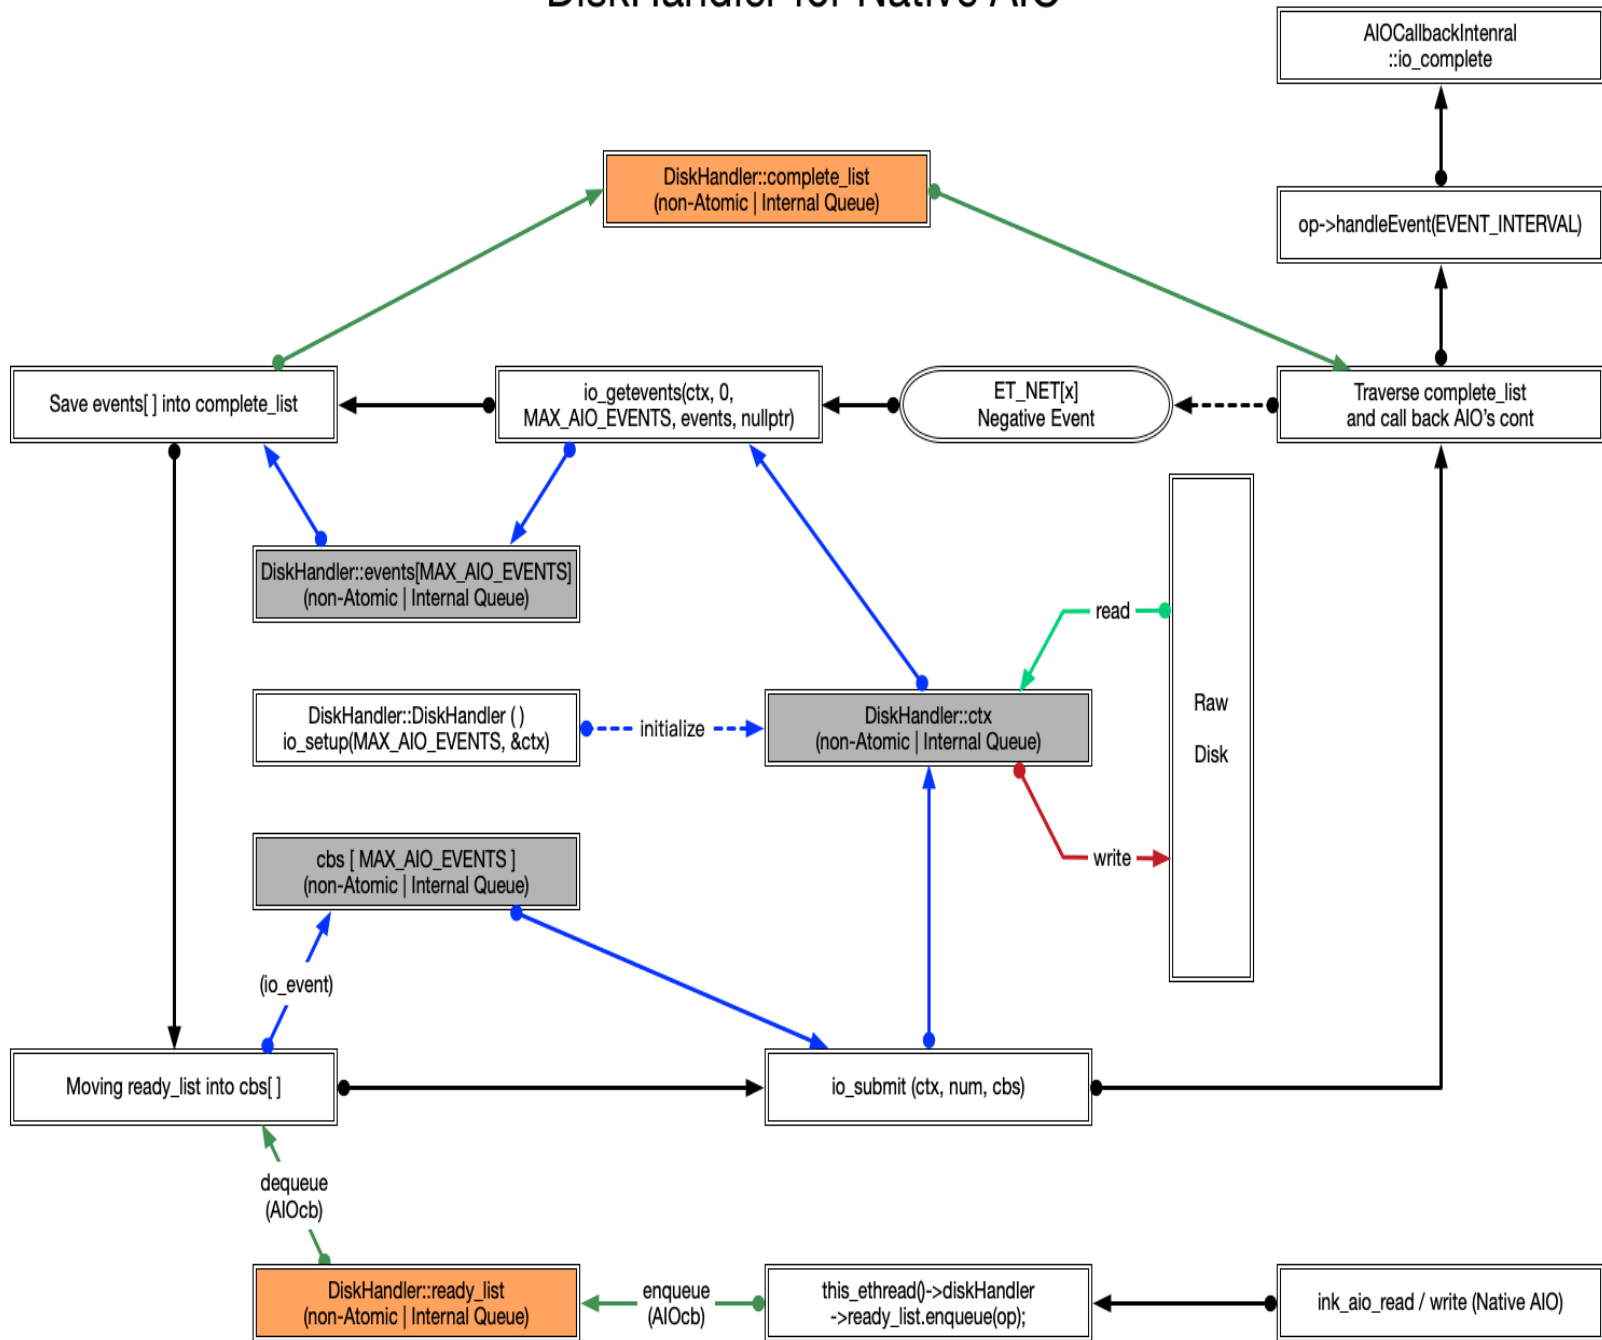 DiskHandler for Native AIO
AIOCallbackIntenral
::io_complete
DiskHandler::complete_list
(non-Atomic | Internal Queue)
op->handleEvent(EVENT_INTERVAL)
Save events[ ] into complete_list
io_getevents(ctx, 0,
MAX_AIO_EVENTS, events, nullptr)
ET_NET[x]
Negative Event
Traverse complete_list
and call back AIO's cont
DiskHandler::events[MAX_AIO_EVENTS]
(non-Atomic | Internal Queue)
read
DiskHandler::DiskHandler ( )
io_setup(MAX_AIO_EVENTS, &ctx)
initialize
DiskHandler::ctx
(non-Atomic | Internal Queue)
Raw
Disk
cbs [ MAX_AIO_EVENTS ]
(non-Atomic | Internal Queue)
write
(io_event)
Moving ready_list into cbs[ ]
io_submit (ctx, num, cbs)
dequeue
(AIOcb)
DiskHandler::ready_list
(non-Atomic | Internal Queue)
enqueue
(AIOcb)
this_ethread()->diskHandler
->ready_list.enqueue(op);
ink_aio_read / write (Native AIO)